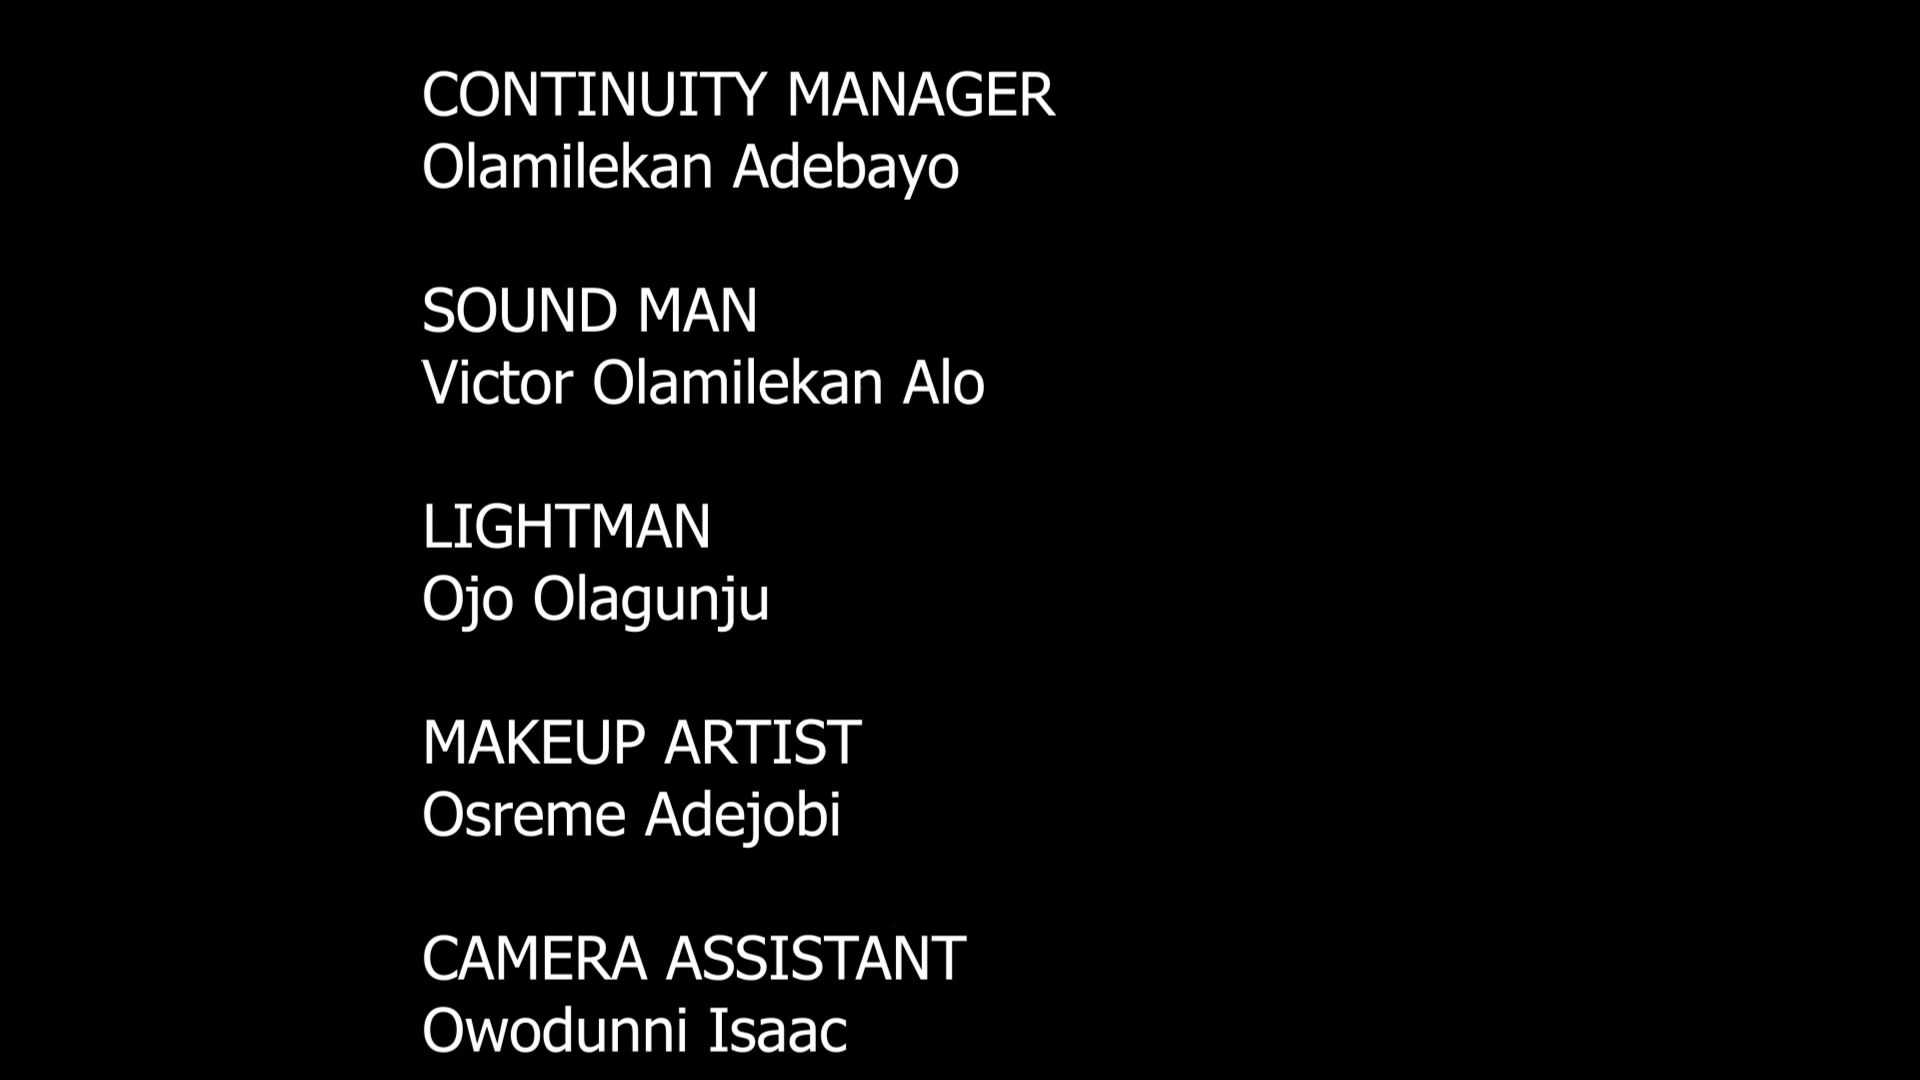 CONTINUITY MANAGER
Olamilekan Adebayo
SOUND MAN
Victor Olamilekan Alo
LIGHTMAN
Ojo Olagunju
MAKEUP ARTIST
Osreme Adejobi
CAMERA ASSISTANT
Owodunni Isaac